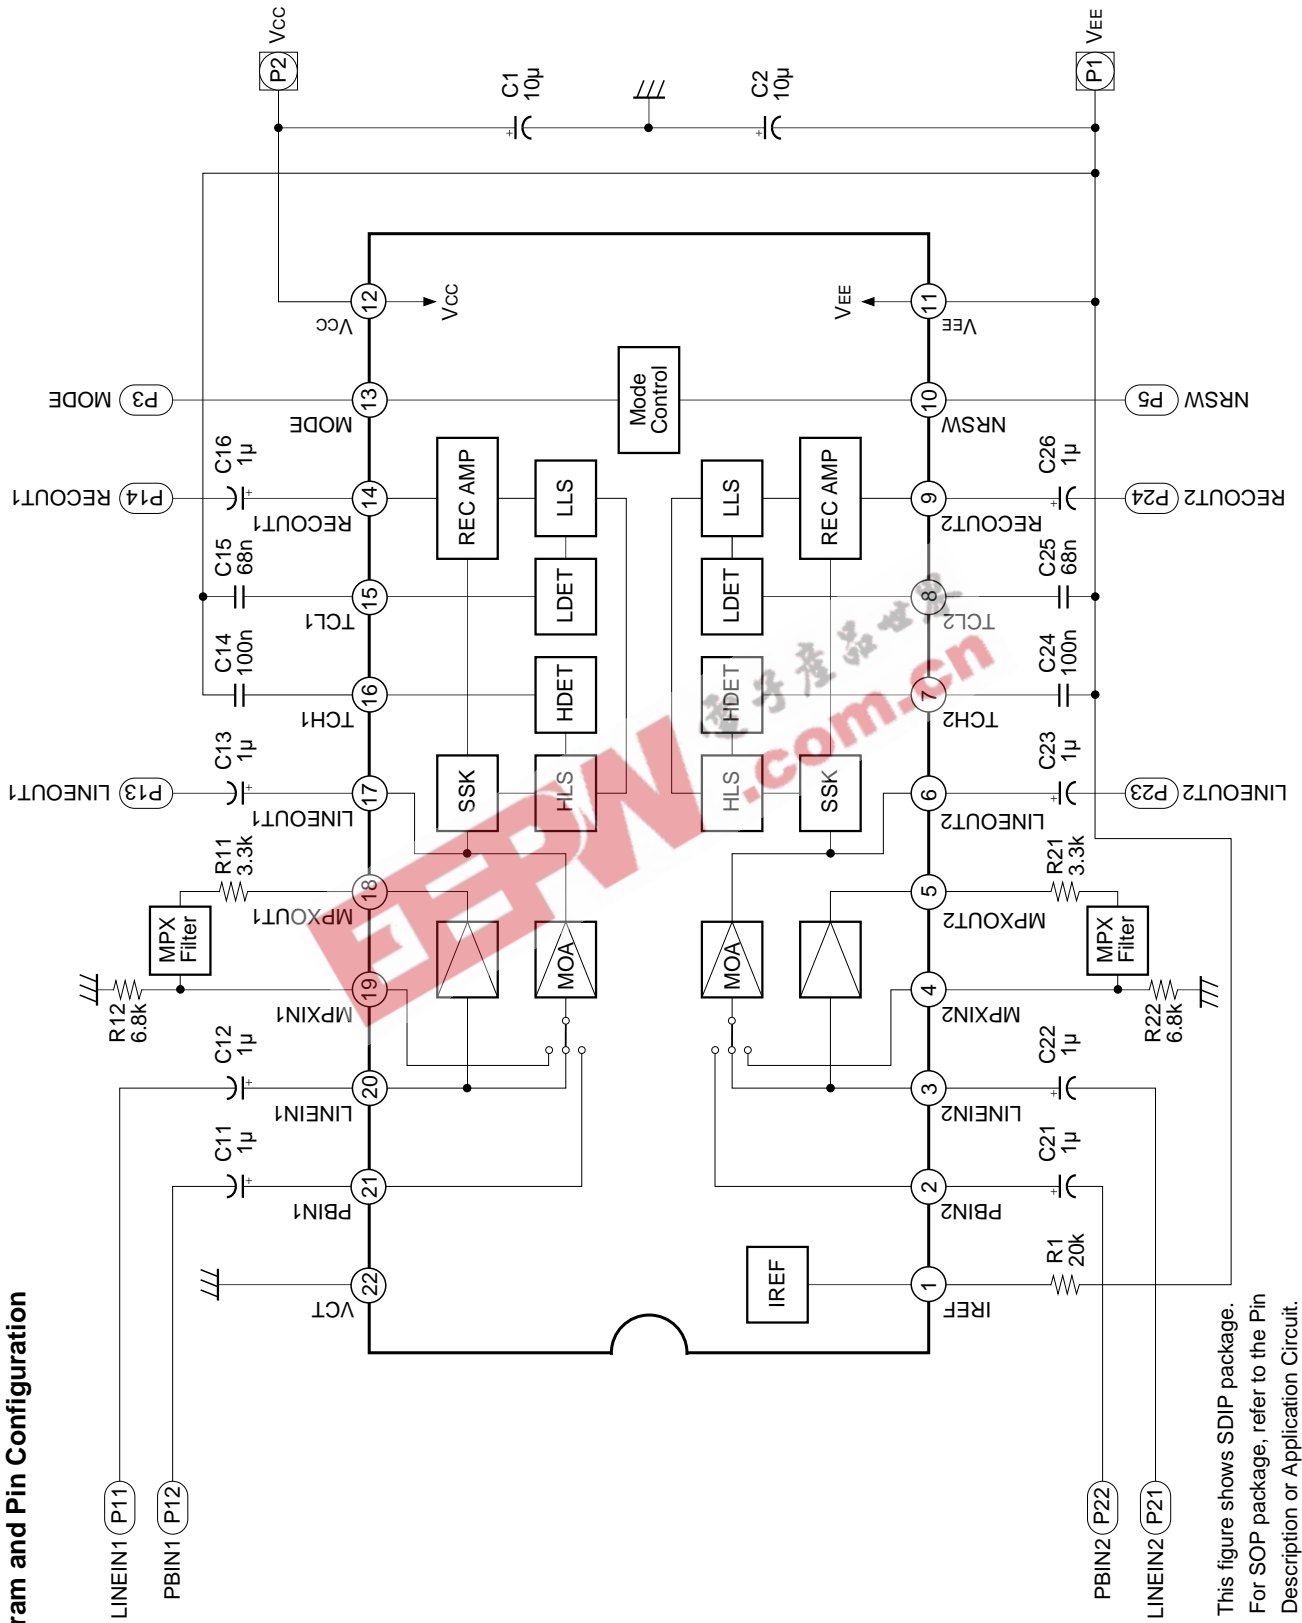 ram and Pin Configuration
LINEIN1 P11
PBIN1 P12
R12
6.8k
MPX
Filter
R11
3.3k
LINEOUT1 P13
RECOUT1 P14
MODE P3
P2 VCC
C11
1µ
C12
1µ
C13
1µ
C14
100n
C15
68n
C16
1µ
C1
10µ
C2
10µ
P1 VEE
22
VCT
21
PBIN1
20
LINEIN1
19
MPXIN1
18
MPXOUT1
17
LINEOUT1
16
TCH1
15
TCL1
14
RECOUT1
13
MODE
12
VCC
VCC
SSK
REC AMP
MOA
HLS
HDET
LDET
LLS
Mode
Control
MOA
HLS
HDET
LDET
LLS
SSK
REC AMP
IREF
VEE
1
IREF
2
PBIN2
3
LINEIN2
4
MPXIN2
5
MPXOUT2
6
LINEOUT2
7
TCH2
8
TCL2
9
RECOUT2
10
NRSW
11
VEE
R1
20k
C21
1µ
C22
1µ
R22
6.8k
MPX
Filter
R21
3.3k
C23
1µ
C24
100n
C25
68n
C26
1µ
PBIN2 P22
LINEIN2 P21
P23 LINEOUT2
P24 RECOUT2
P5 NRSW
This figure shows SDIP package.
For SOP package, refer to the Pin
Description or Application Circuit.
EEPW.com.cn
電子産品世界